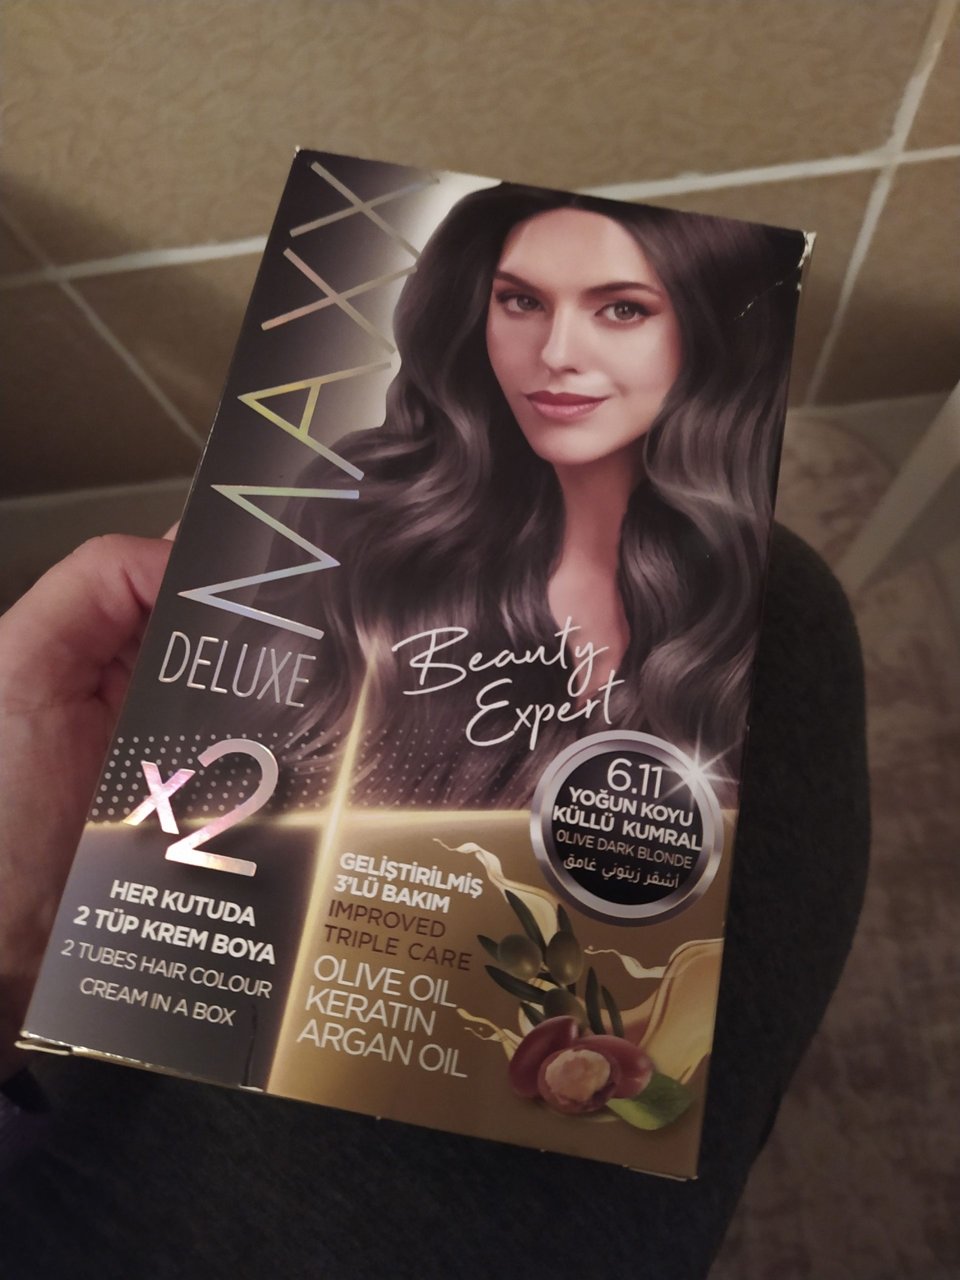 MAXX
DELUXE
Beauty
Expert
x2
HER KUTUDA
2 TÜP KREM BOYA
2 TUBES HAIR COLOUR
CREAM IN A BOX
6.11
YOĞUN KOYU
KÜLLÜ KUMRAL
OLIVE DARK BLONDE
أشقر زيتوني غامق
GELİŞTİRİLMİŞ
3'LÜ BAKIM
IMPROVED
TRIPLE CARE
OLIVE OIL
KERATIN
ARGAN OIL